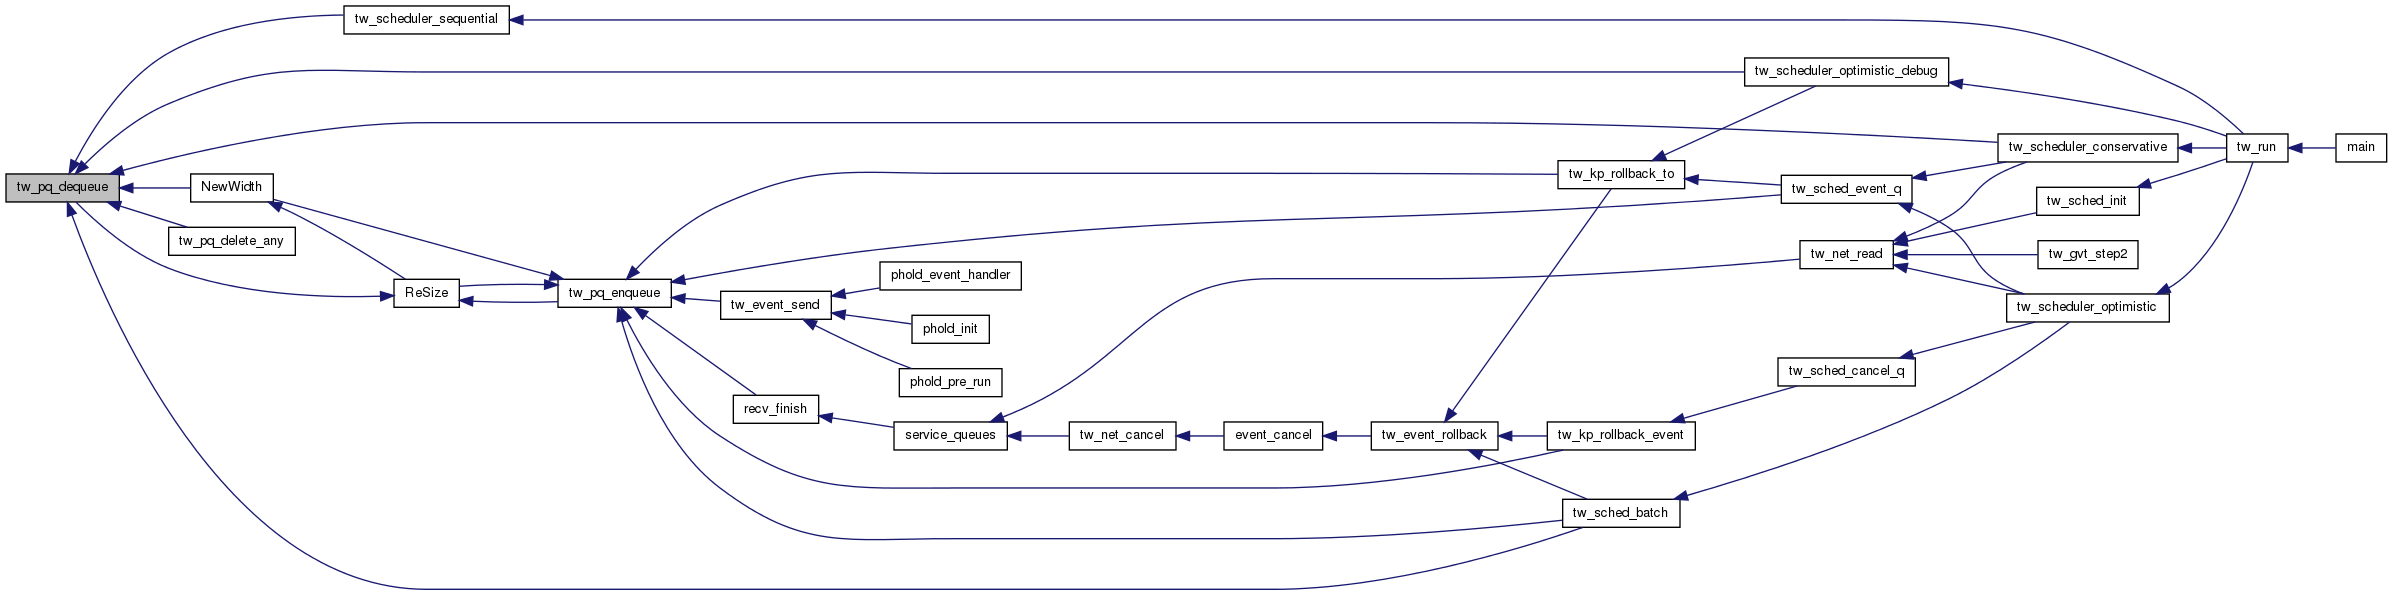 tw_scheduler_sequential
tw_scheduler_optimistic_debug
tw_scheduler_conservative
tw_run
main
tw_kp_rollback_to
tw_pq_dequeue
NewWidth
tw_sched_event_q
tw_sched_init
tw_pq_delete_any
tw_net_read
tw_gvt_step2
phold_event_handler
ReSize
tw_pq_enqueue
tw_event_send
tw_scheduler_optimistic
phold_init
tw_sched_cancel_q
phold_pre_run
recv_finish
service_queues
tw_net_cancel
event_cancel
tw_event_rollback
tw_kp_rollback_event
tw_sched_batch